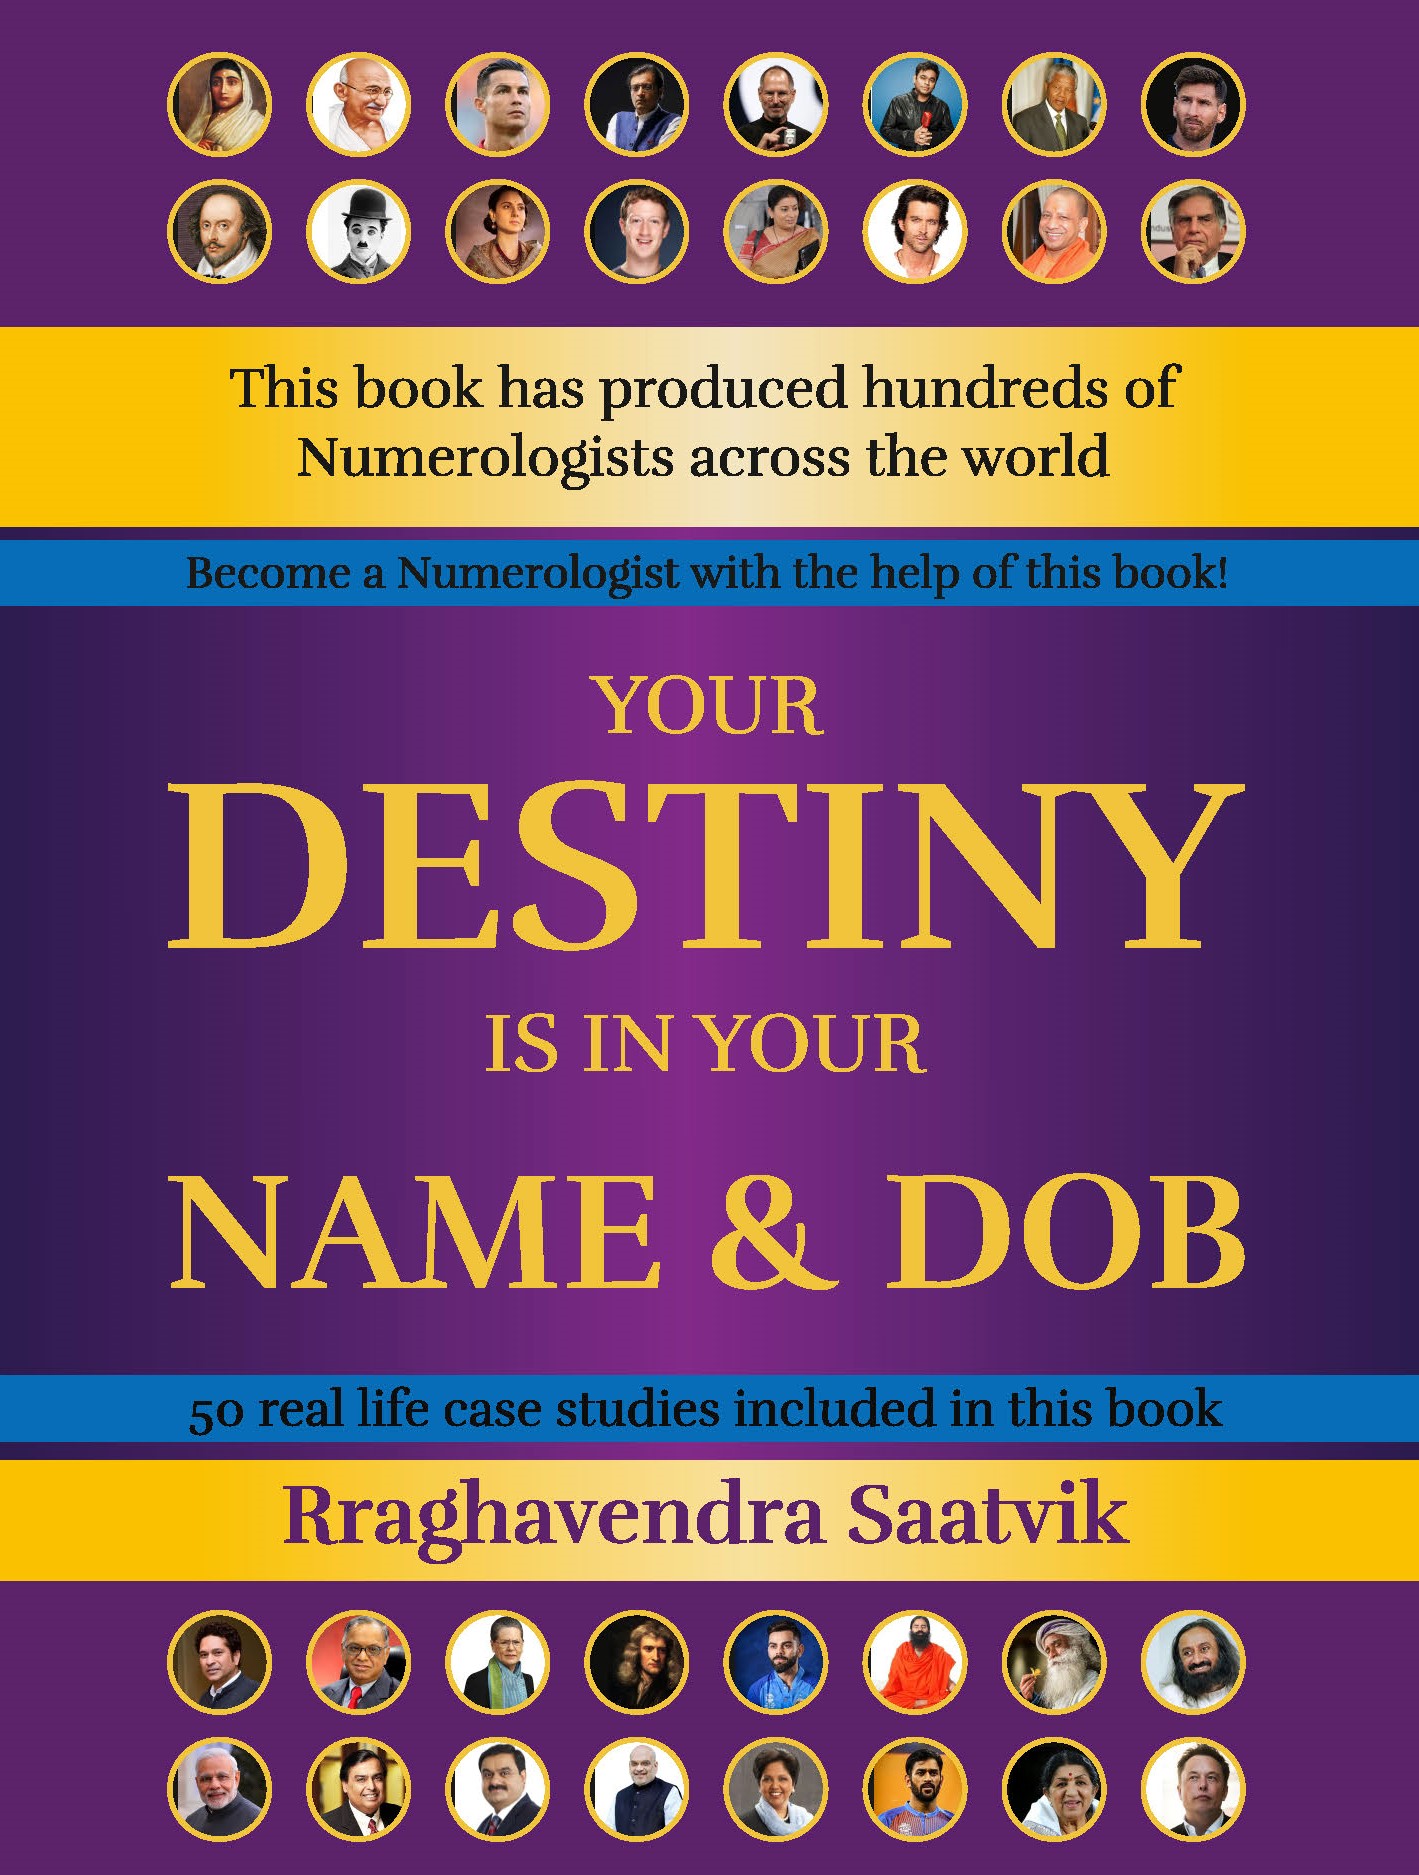 This book has produced hundreds of
Numerologists across the world
Become a Numerologist with the help of this book!
YOUR
DESTINY
IS IN YOUR
NAME & DOB
50 real life case studies included in this book
Rraghavendra Saatvik